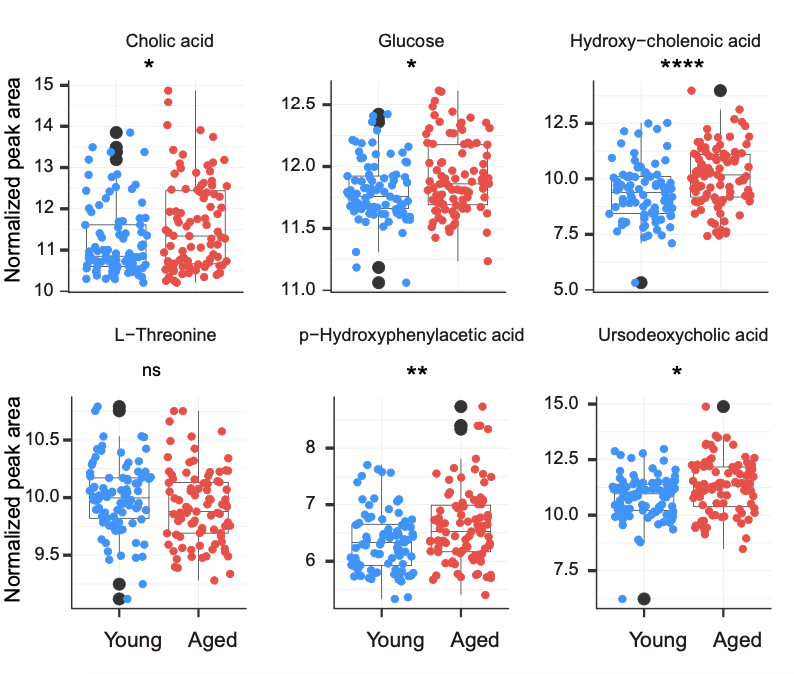 Cholic acid
Glucose
Hydroxy−cholenoic acid
*
*
****
Normalized peak area
15
14
13
12
11
10
12.5
12.0
11.5
11.0
12.5
10.0
7.5
5.0
L−Threonine
p−Hydroxyphenylacetic acid
Ursodeoxycholic acid
ns
**
*
Normalized peak area
10.5
10.0
9.5
8
7
6
15.0
12.5
10.0
7.5
Young
Aged
Young
Aged
Young
Aged